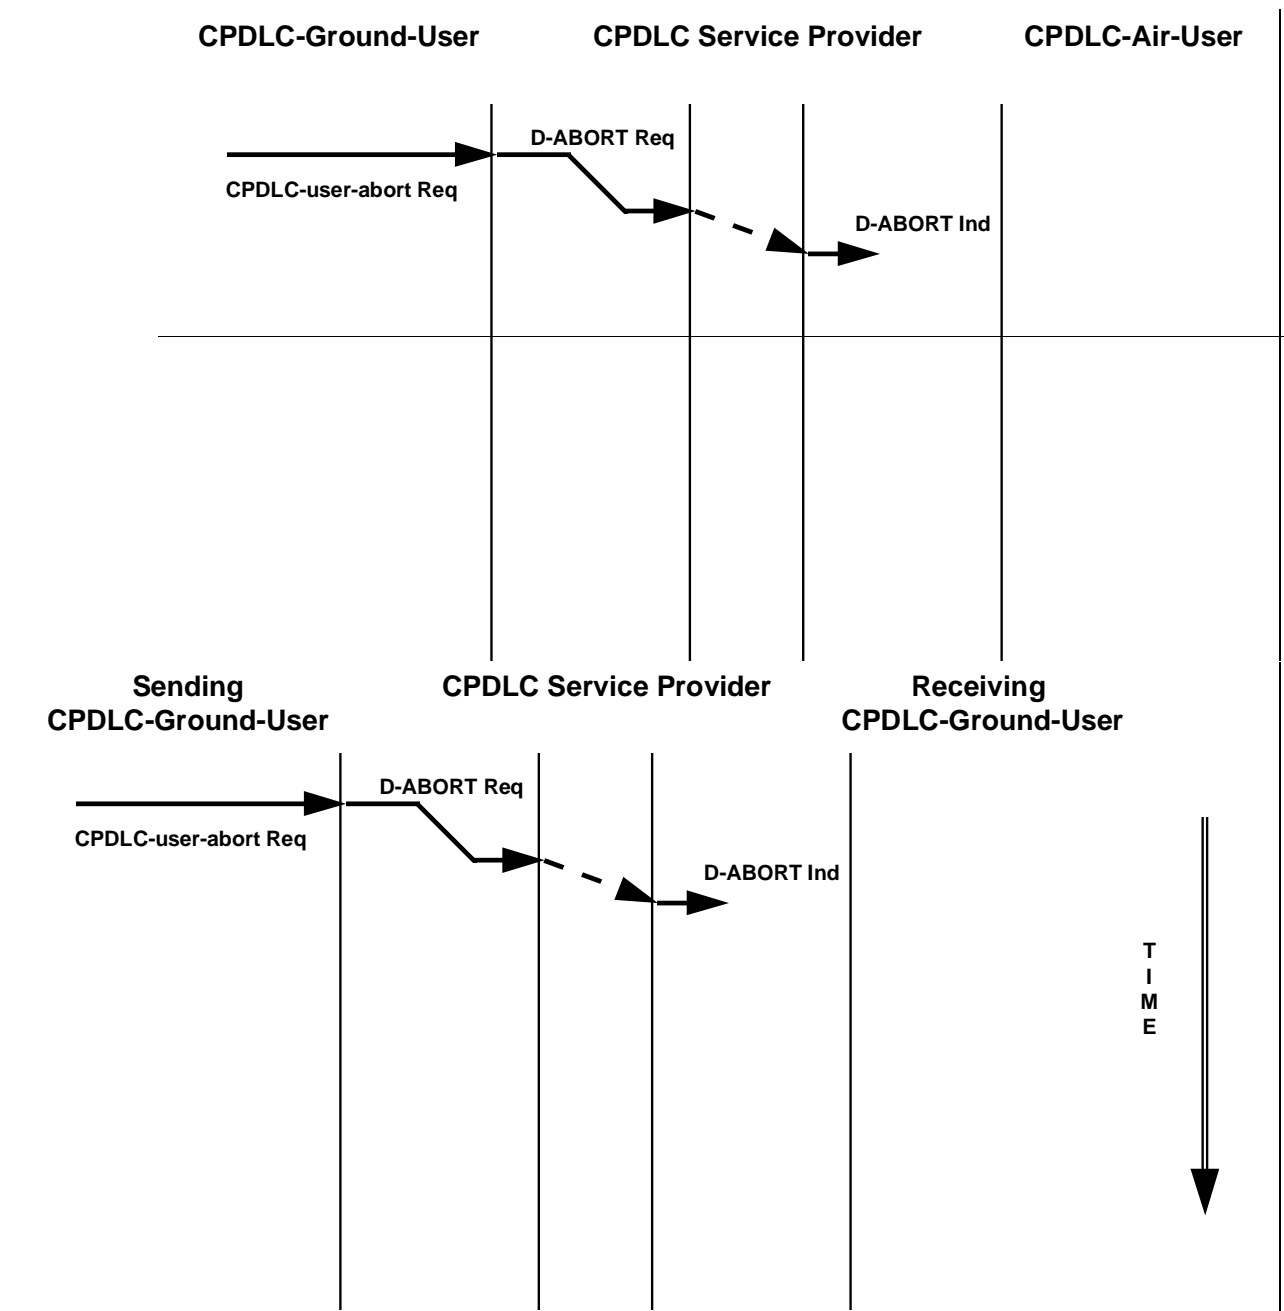 CPDLC-Ground-User
CPDLC Service Provider
CPDLC-Air-User
D-ABORT Req
CPDLC-user-abort Req
D-ABORT Ind
Sending
CPDLC-Ground-User
CPDLC Service Provider
Receiving
CPDLC-Ground-User
D-ABORT Req
CPDLC-user-abort Req
D-ABORT Ind
T
I
M
E